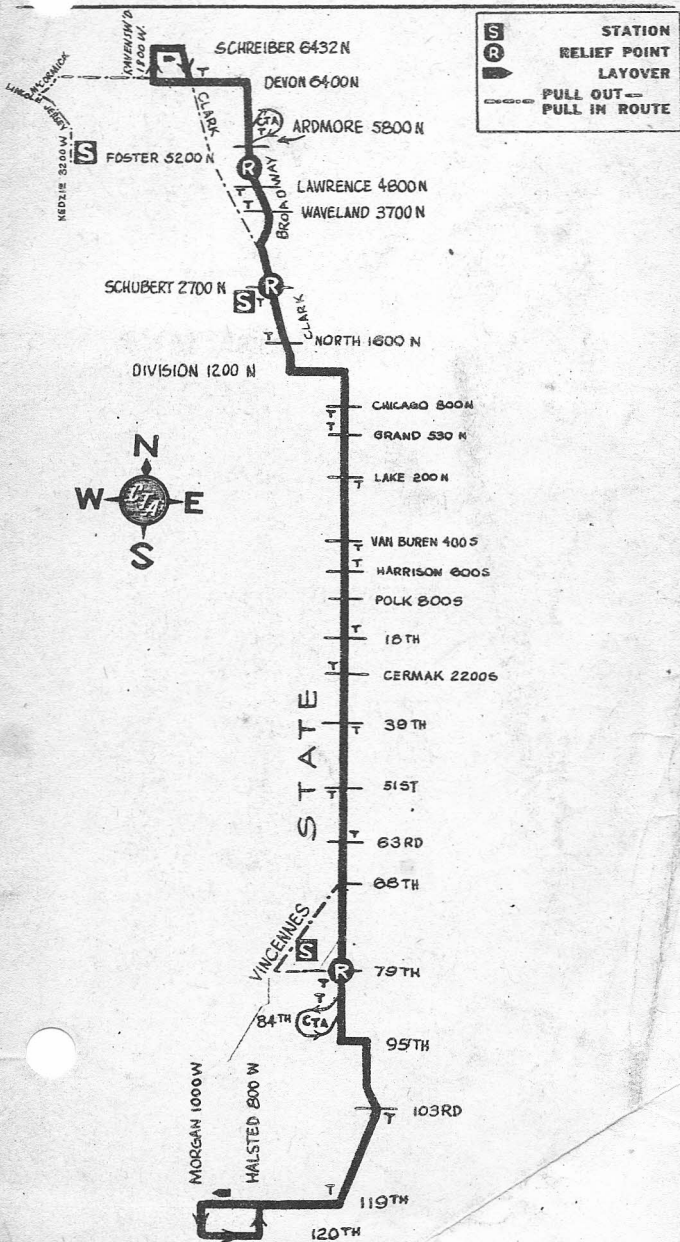 S STATION
R RELIEF POINT
LAYOVER
PULL OUT—
PULL IN ROUTE
RAVENSW'D
1800 W.
SCHREIBER 6432 N
T
DEVON 6400 N
LINCOLN
McCORMICK
JERSEY
KEDZIE 3200 W
CLARK
CTA
T
ARDMORE 5800 N
S FOSTER 5200 N
R
BROADWAY
T
LAWRENCE 4800 N
T
WAVELAND 3700 N
SCHUBERT 2700 N
R
S
T
CLARK
T
NORTH 1600 N
DIVISION 1200 N
T
CHICAGO 800 N
T
GRAND 530 N
N
W CTA E
S
T
LAKE 200 N
T
VAN BUREN 400 S
T
HARRISON 600 S
POLK 800 S
T
18TH
T
CERMAK 2200 S
STATE
T
39TH
T
51ST
T
63RD
68TH
VINCENNES
S
R
79TH
T
T
84TH
CTA
95TH
MORGAN 1000 W
HALSTED 800 W
T
103RD
T
119TH
120TH
T